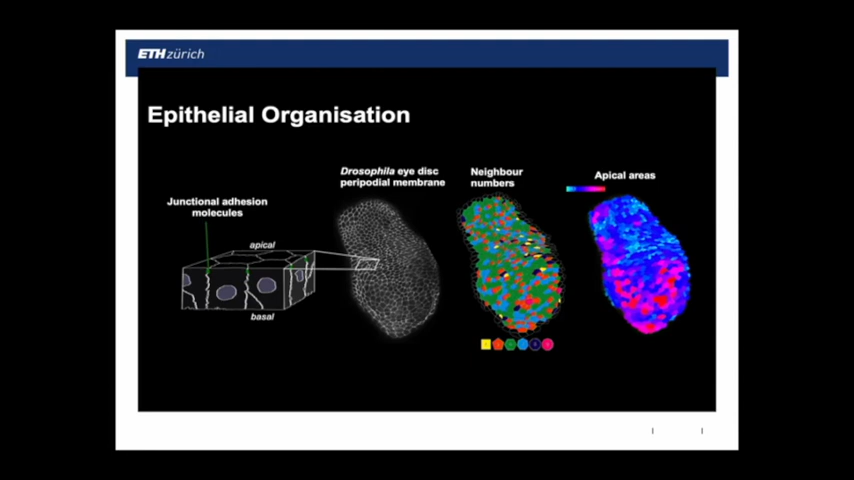 ETH zürich
Epithelial Organisation
Drosophila eye disc
peripodial membrane
Neighbour
numbers
Apical areas
Junctional adhesion
molecules
apical
basal